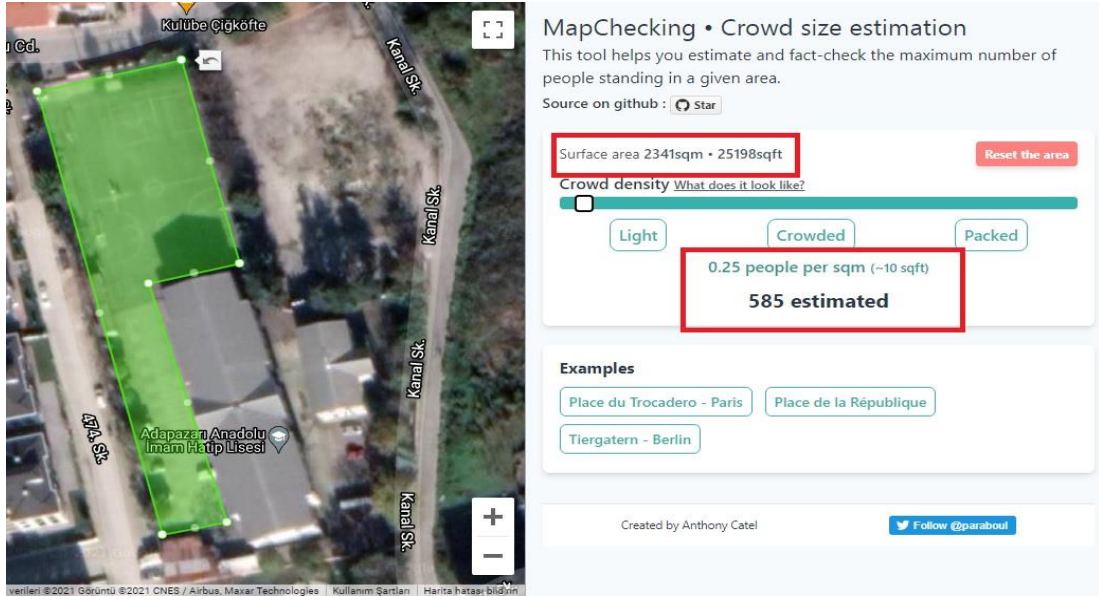 Kulübe Çiğköfte
Cd.
Kanal Sk.
Kanal Sk.
Kanal Sk.
Kanal Sk.
474. Sk.
Adapazarı Anadolu
İmam Hatip Lisesi
verileri ©2021 Görüntü ©2021 CNES / Airbus, Maxar Technologies
Kullanım Şartları
Harita hatası bildirin
MapChecking • Crowd size estimation
This tool helps you estimate and fact-check the maximum number of
people standing in a given area.
Source on github :
Star
Surface area 2341sqm • 25198sqft
Reset the area
Crowd density What does it look like?
Light
Crowded
Packed
0.25 people per sqm (~10 sqft)
585 estimated
Examples
Place du Trocadero - Paris
Place de la République
Tiergatern - Berlin
Created by Anthony Catel
Follow @paraboul